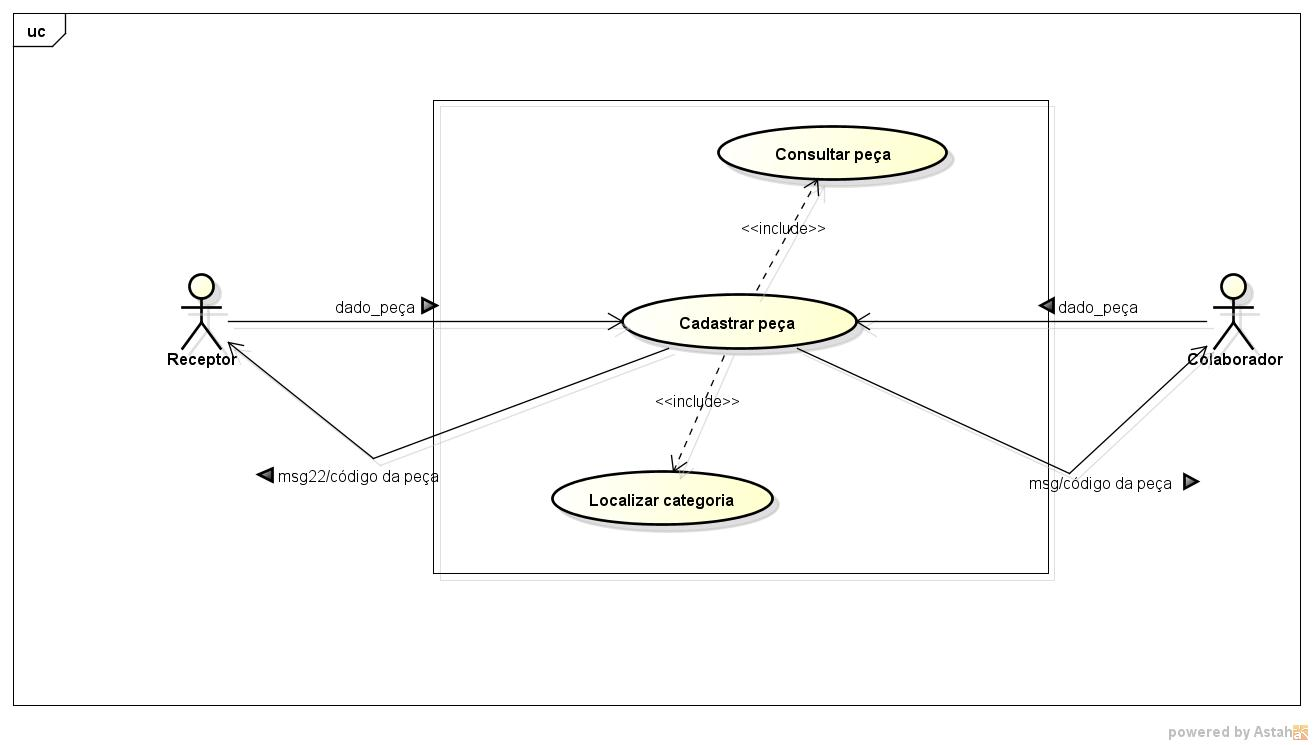 uc
Consultar peça
<<include>>
dado_peça
dado_peça
Cadastrar peça
Receptor
Colaborador
<<include>>
msg22/código da peça
msg/código da peça
Localizar categoria
powered by Astah